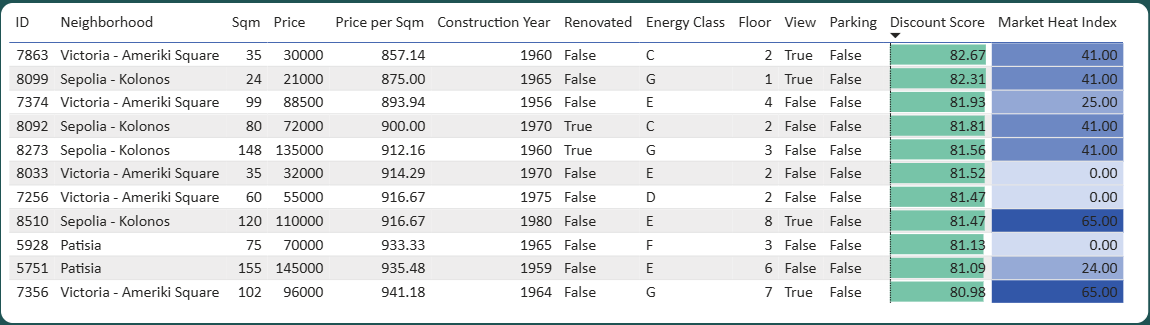 ID Neighborhood Sqm Price Price per Sqm Construction Year Renovated Energy Class Floor View Parking Discount Score Market Heat Index
7863 Victoria - Ameriki Square 35 30000 857.14 1960 False C 2 True False 82.67 41.00
8099 Sepolia - Kolonos 24 21000 875.00 1965 False G 1 True False 82.31 41.00
7374 Victoria - Ameriki Square 99 88500 893.94 1956 False E 4 False False 81.93 25.00
8092 Sepolia - Kolonos 80 72000 900.00 1970 True C 2 False False 81.81 41.00
8273 Sepolia - Kolonos 148 135000 912.16 1960 True G 3 False False 81.56 41.00
8033 Victoria - Ameriki Square 35 32000 914.29 1970 False E 2 False False 81.52 0.00
7256 Victoria - Ameriki Square 60 55000 916.67 1975 False D 2 False False 81.47 0.00
8510 Sepolia - Kolonos 120 110000 916.67 1980 False E 8 True False 81.47 65.00
5928 Patisia 75 70000 933.33 1965 False F 3 False False 81.13 0.00
5751 Patisia 155 145000 935.48 1959 False E 6 False False 81.09 24.00
7356 Victoria - Ameriki Square 102 96000 941.18 1964 False G 7 True False 80.98 65.00